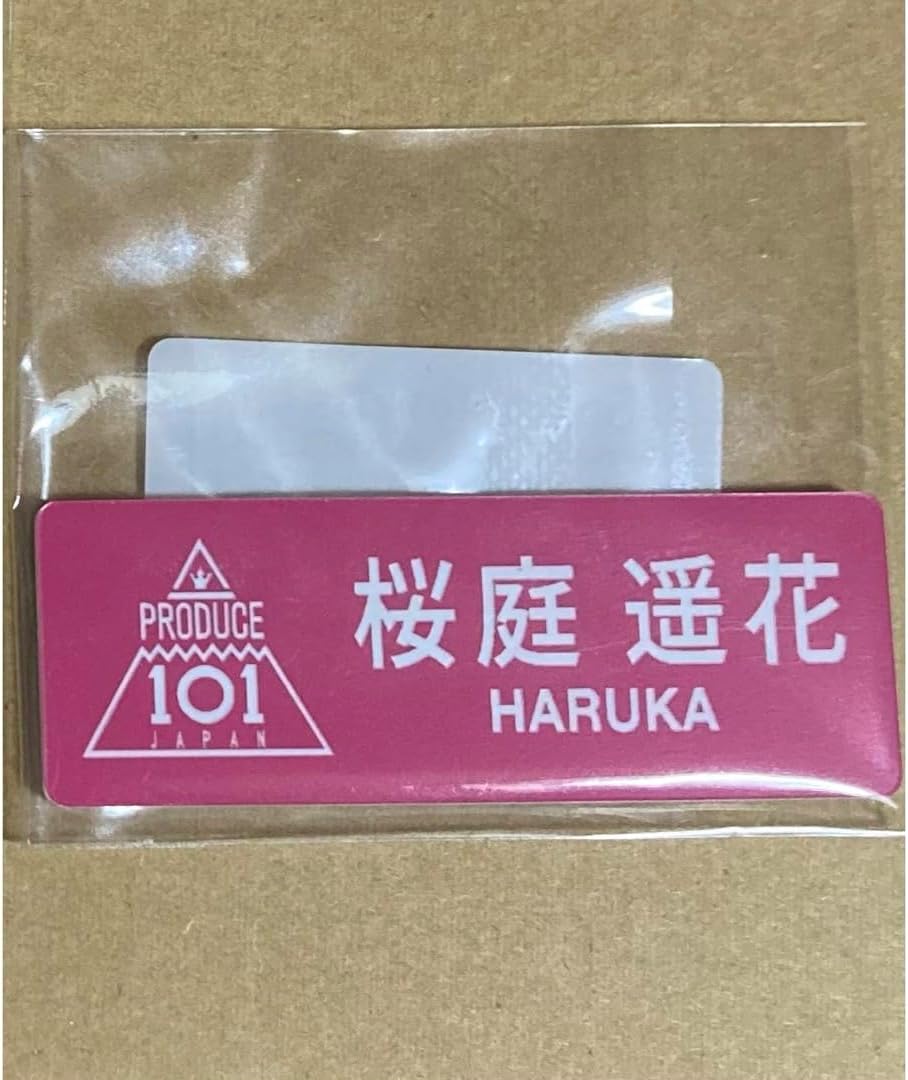 PRODUCE
101
JAPAN
桜庭 遥花
HARUKA